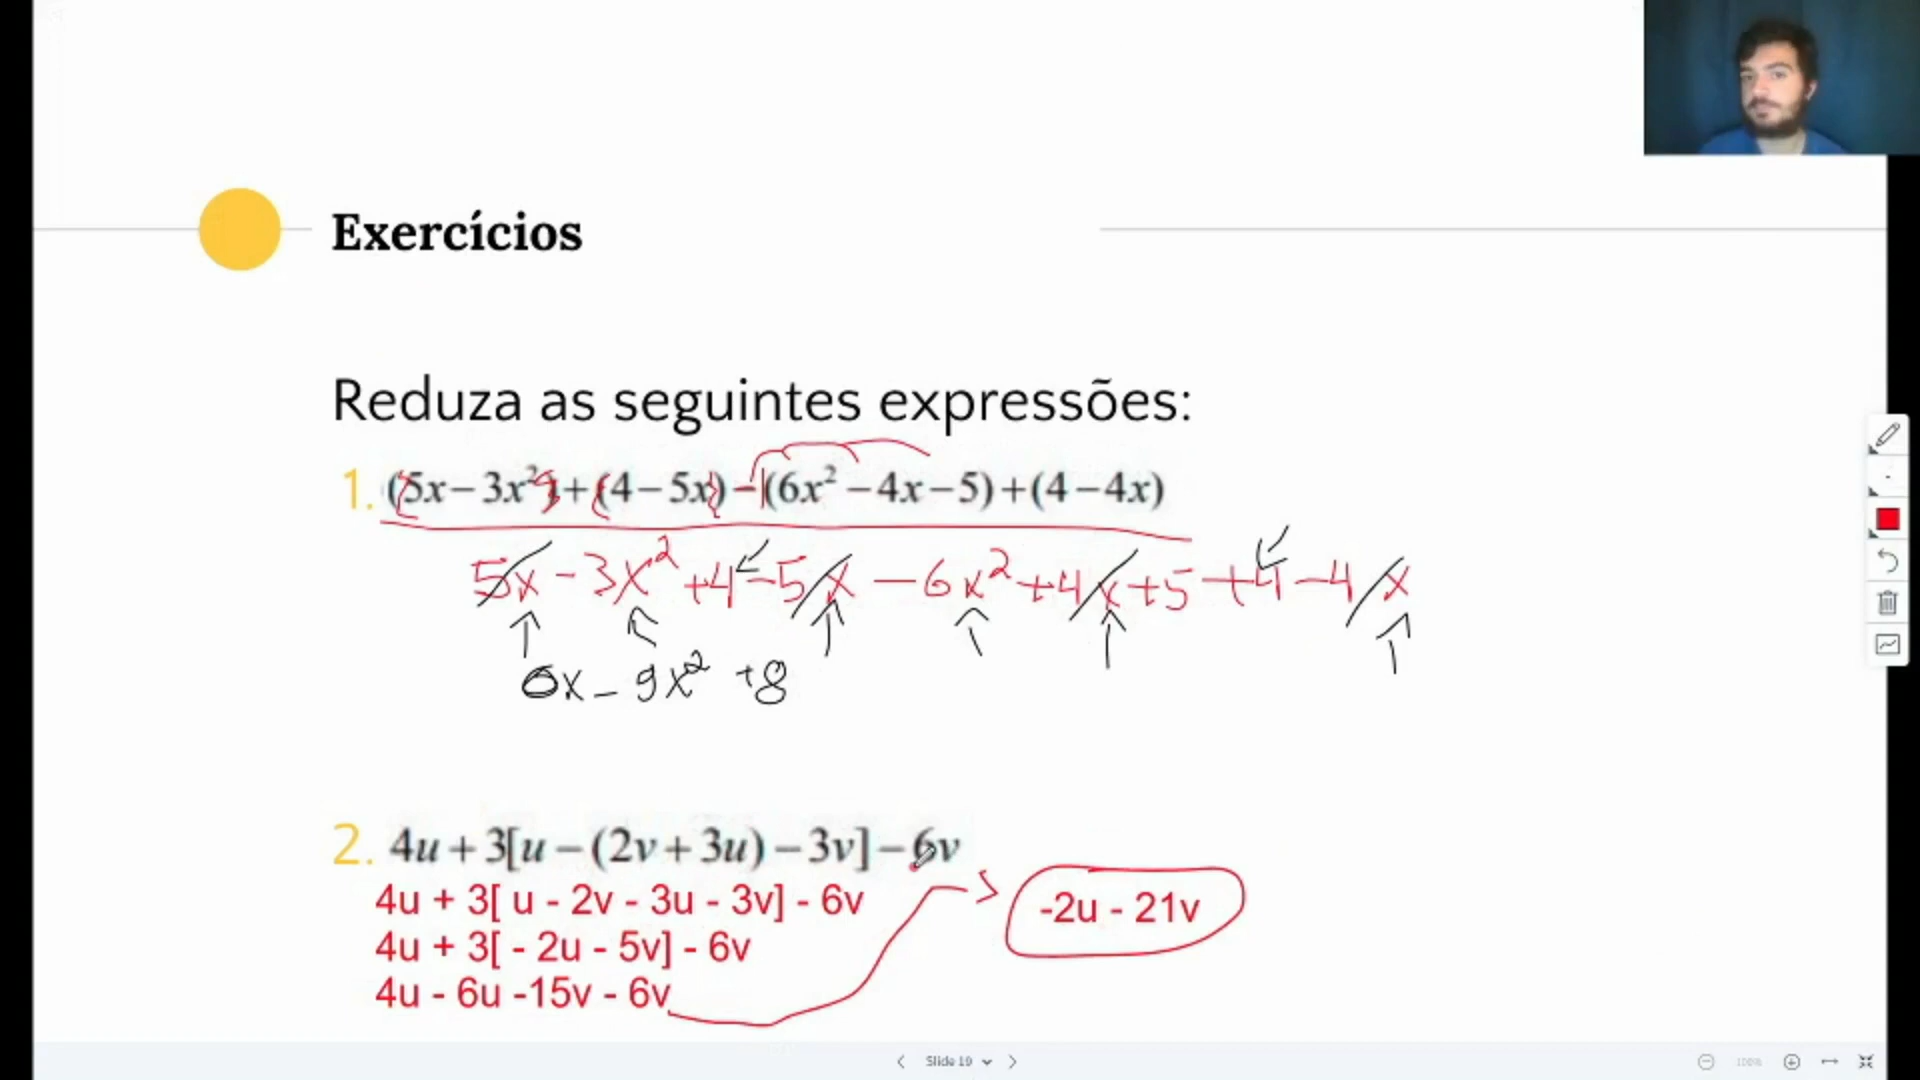 Exercícios
Reduza as seguintes expressões:
1. (5x-3x²)+(4-5x)-1(6x²-4x-5)+(4-4x)
5x - 3x² +4 -5x - 6x² +4x +5 +4 -4x
0x - 9x² +8
2. 4u+3[u-(2v+3u)-3v]-6v
4u + 3[ u - 2v - 3u - 3v] - 6v
-2u - 21v
4u + 3[ - 2u - 5v] - 6v
4u - 6u -15v - 6v
Slide 19
100%